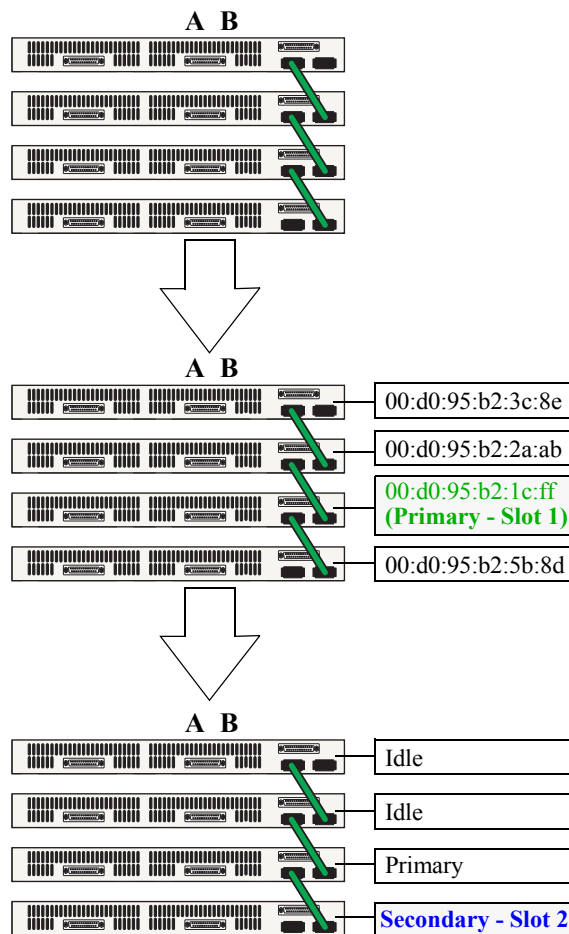 A B
A B
00:d0:95:b2:3c:8e
00:d0:95:b2:2a:ab
00:d0:95:b2:1c:ff
(Primary - Slot 1)
00:d0:95:b2:5b:8d
A B
Idle
Idle
Primary
Secondary - Slot 2